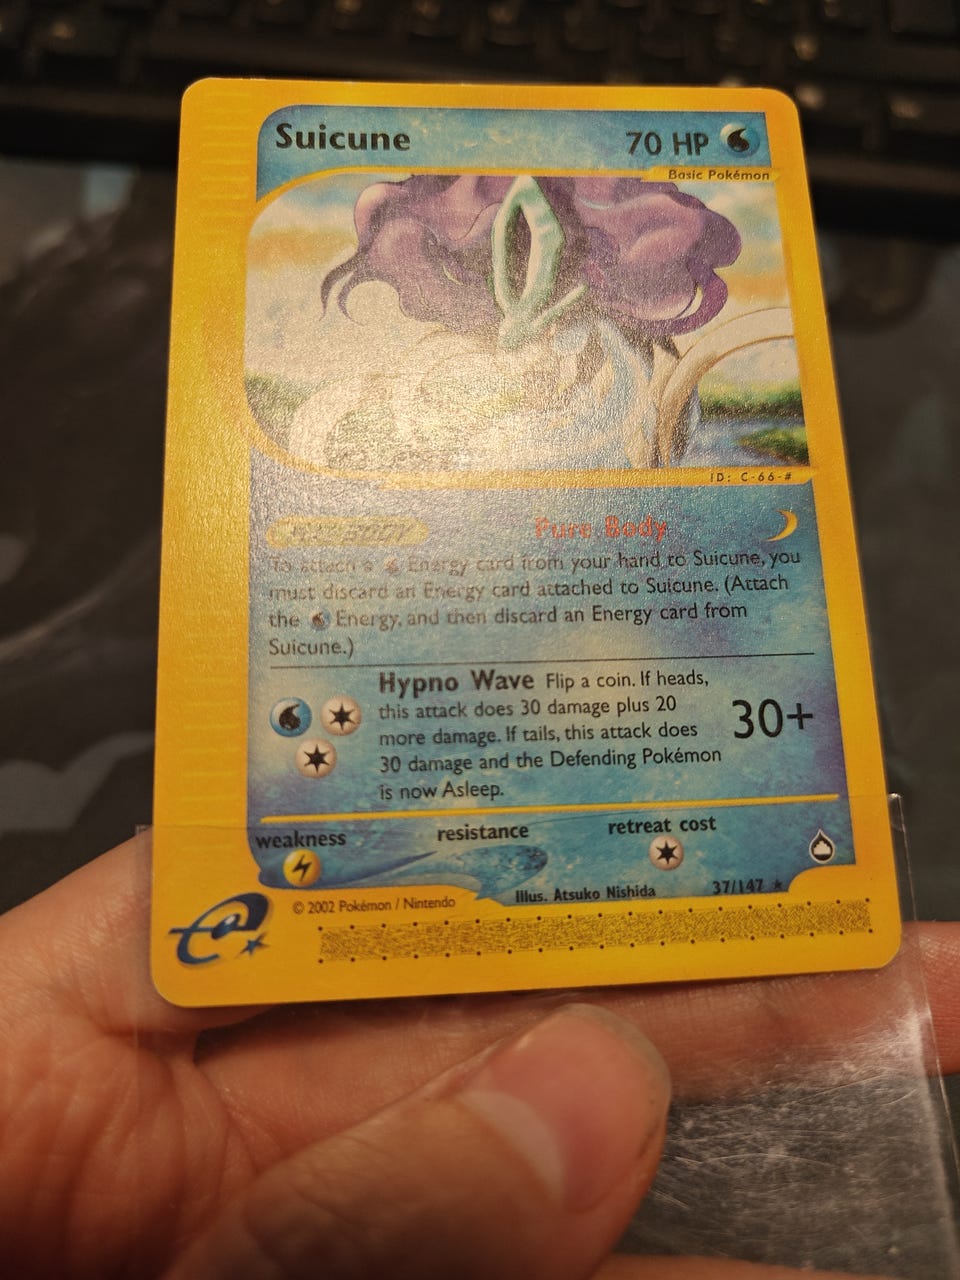 Suicune 70 HP
Basic Pokémon
ID: C-66-#
Pure Body
To attach a Energy card from your hand to Suicune, you
must discard an Energy card attached to Suicune. (Attach
the Energy, and then discard an Energy card from
Suicune.)
Hypno Wave Flip a coin. If heads,
this attack does 30 damage plus 20
more damage. If tails, this attack does
30 damage and the Defending Pokémon
is now Asleep.
30+
weakness resistance retreat cost
Illus. Atsuko Nishida 37/147 ★
© 2002 Pokémon / Nintendo
e